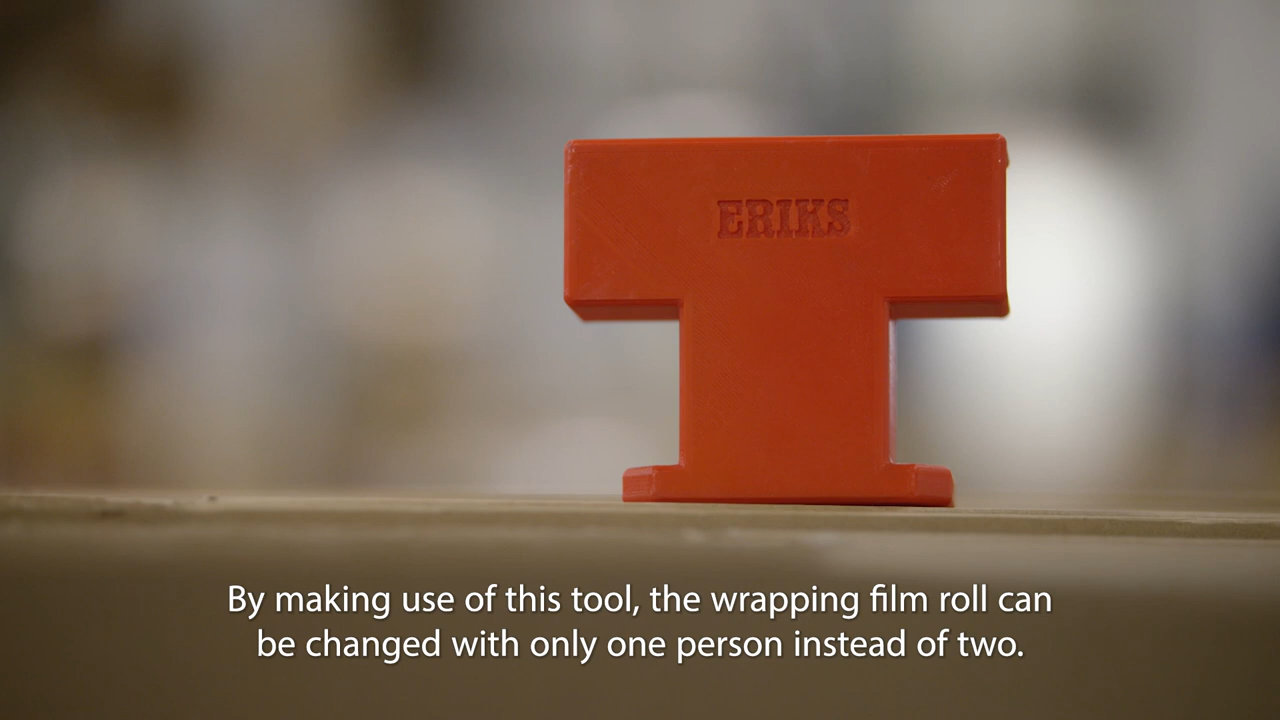 ERIKS
By making use of this tool, the wrapping film roll can
be changed with only one person instead of two.